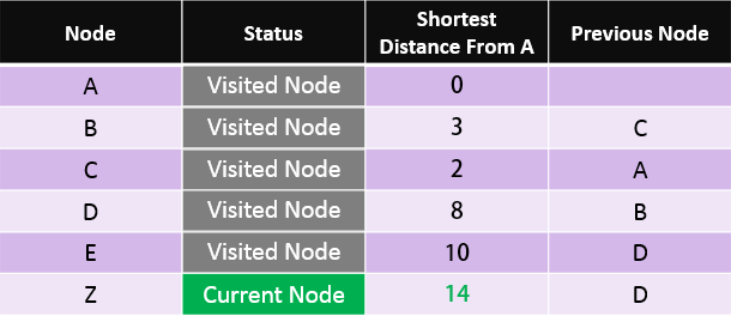 Node Status Shortest Distance From A Previous Node
A Visited Node 0
B Visited Node 3 C
C Visited Node 2 A
D Visited Node 8 B
E Visited Node 10 D
Z Current Node 14 D